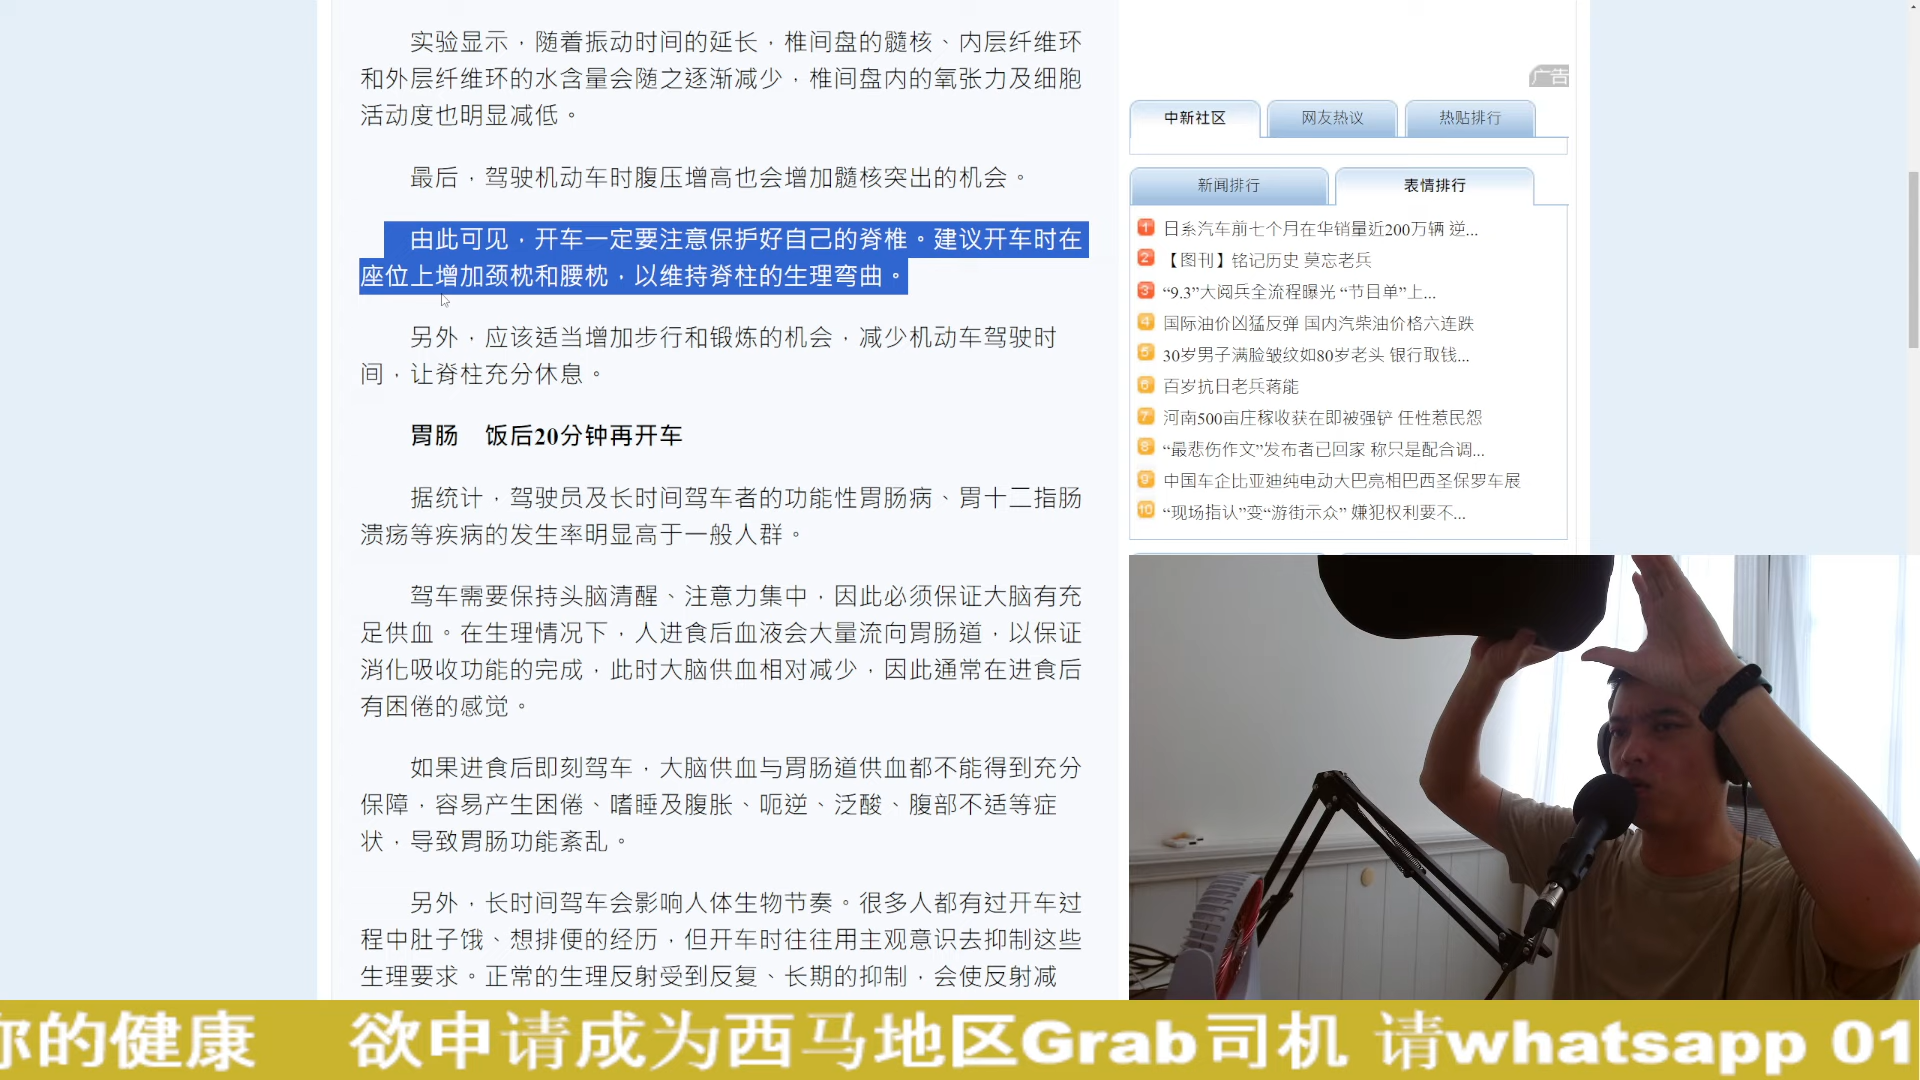 实验显示，随着振动时间的延长，椎间盘的髓核、内层纤维环
和外层纤维环的水含量会随之逐渐减少，椎间盘内的氧张力及细胞
活动度也明显减低。
最后，驾驶机动车时腹压增高也会增加髓核突出的机会。
由此可见，开车一定要注意保护好自己的脊椎。建议开车时在
座位上增加颈枕和腰枕，以维持脊柱的生理弯曲。
另外，应该适当增加步行和锻炼的机会，减少机动车驾驶时
间，让脊柱充分休息。
胃肠　饭后20分钟再开车
据统计，驾驶员及长时间驾车者的功能性胃肠病、胃十二指肠
溃疡等疾病的发生率明显高于一般人群。
驾车需要保持头脑清醒、注意力集中，因此必须保证大脑有充
足供血。在生理情况下，人进食后血液会大量流向胃肠道，以保证
消化吸收功能的完成，此时大脑供血相对减少，因此通常在进食后
有困倦的感觉。
如果进食后即刻驾车，大脑供血与胃肠道供血都不能得到充分
保障，容易产生困倦、嗜睡及腹胀、呃逆、泛酸、腹部不适等症
状，导致胃肠功能紊乱。
另外，长时间驾车会影响人体生物节奏。很多人都有过开车过
程中肚子饿、想排便的经历，但开车时往往用主观意识去抑制这些
生理要求。正常的生理反射受到反复、长期的抑制，会使反射减
广告
中新社区 网友热议 热贴排行
新闻排行 表情排行
1 日系汽车前七个月在华销量近200万辆 逆...
2 【图刊】铭记历史 莫忘老兵
3 “9.3”大阅兵全流程曝光 “节目单”上...
4 国际油价凶猛反弹 国内汽柴油价格六连跌
5 30岁男子满脸皱纹如80岁老头 银行取钱...
6 百岁抗日老兵蒋能
7 河南500亩庄稼收获在即被强铲 任性惹民怨
8 “最悲伤作文”发布者已回家 称只是配合调...
9 中国车企比亚迪纯电动大巴亮相巴西圣保罗车展
10 “现场指认”变“游街示众” 嫌犯权利要不...
你的健康 欲申请成为西马地区Grab司机 请whatsapp 01